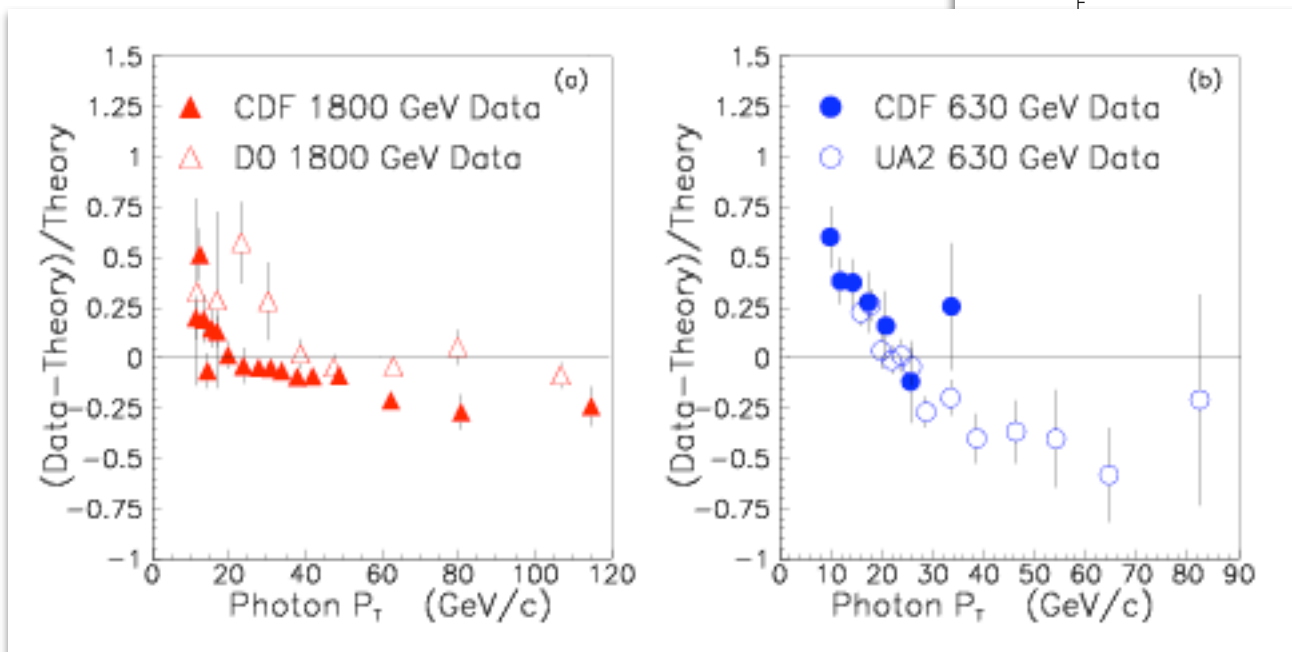 F
(a)
CDF 1800 GeV Data
D0 1800 GeV Data
(Data-Theory)/Theory
1.5
1.25
1
0.75
0.5
0.25
0
-0.25
-0.5
-0.75
-1
0 20 40 60 80 100 120
Photon P_T (GeV/c)
(b)
CDF 630 GeV Data
UA2 630 GeV Data
(Data-Theory)/Theory
1.5
1.25
1
0.75
0.5
0.25
0
-0.25
-0.5
-0.75
-1
0 10 20 30 40 50 60 70 80 90
Photon P_T (GeV/c)